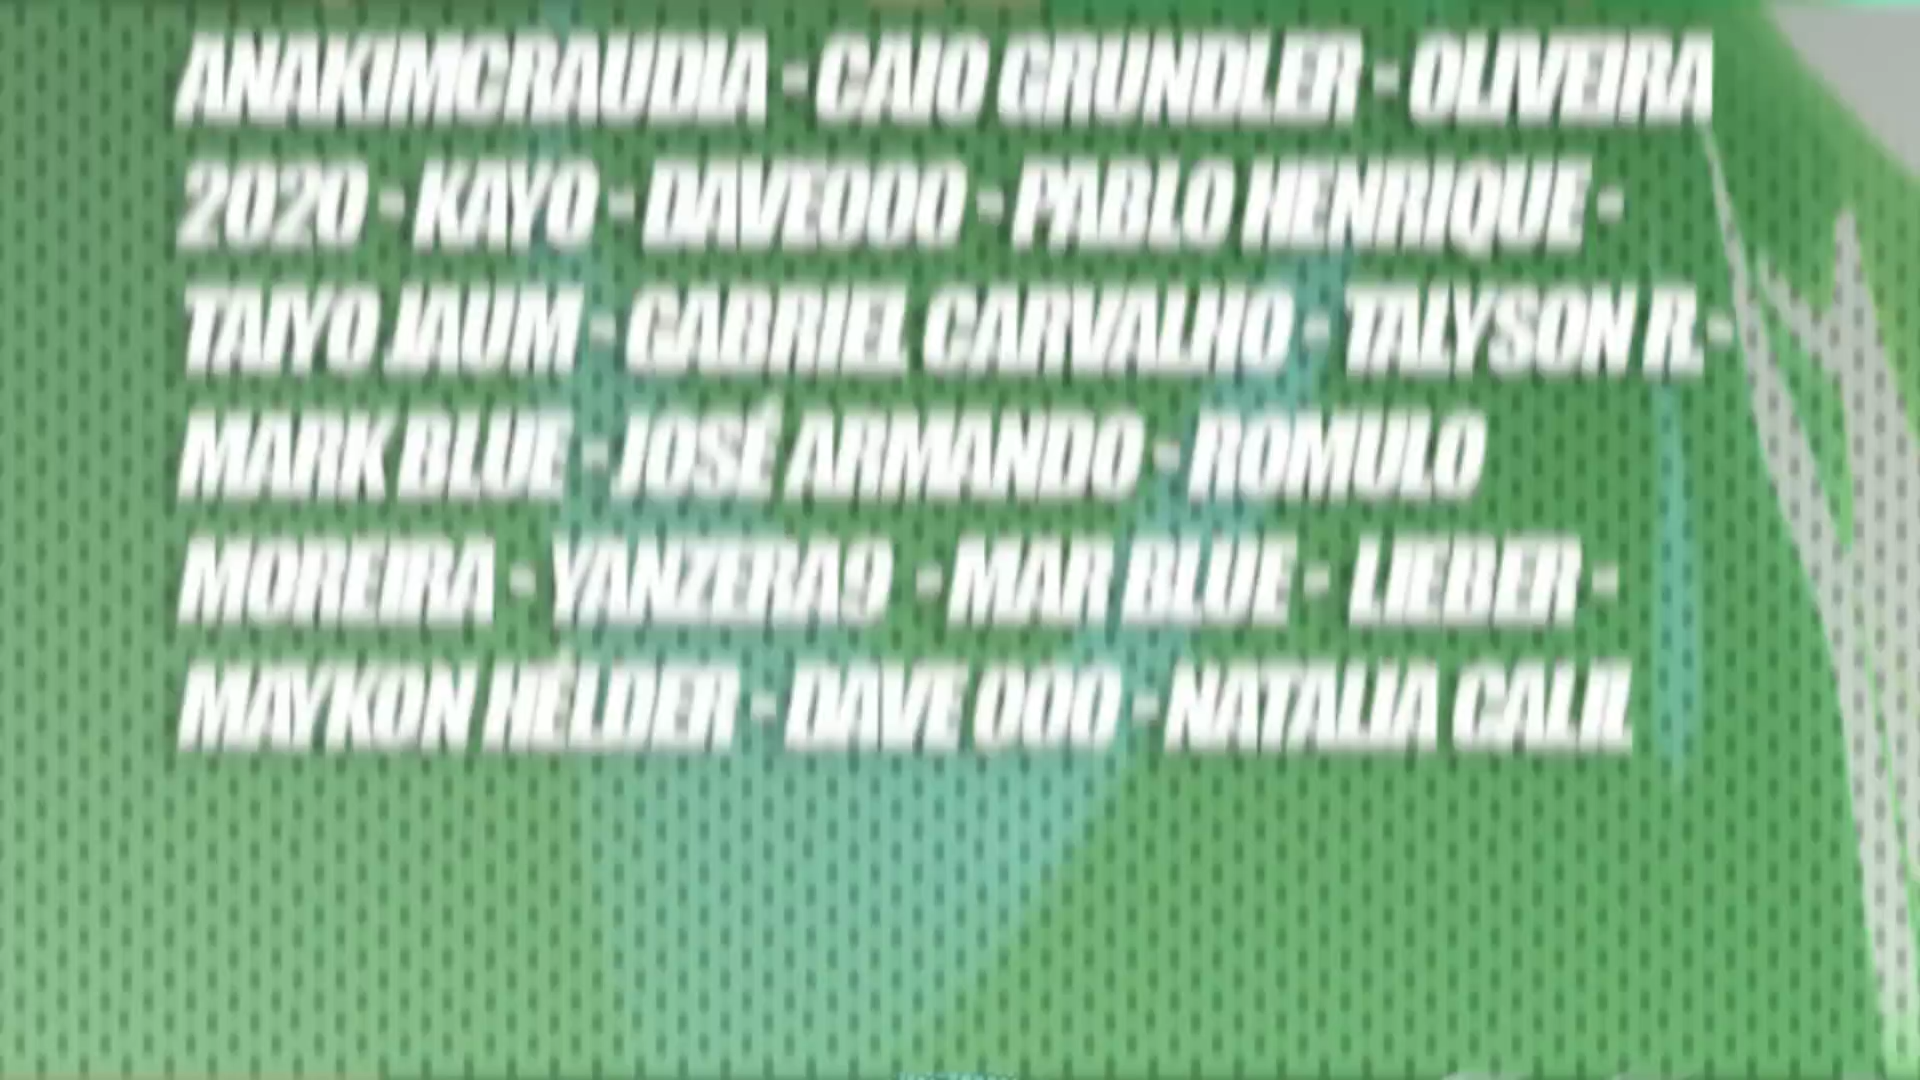 ANAKIMCRAUDIA - CAIO GRUNDLER - OLIVEIRA
2020 - KAYO - DAVEOOO - PABLO HENRIQUE -
TAIYO JAUM - GABRIEL CARVALHO - TALYSON R. -
MARK BLUE - JOSÉ ARMANDO - ROMULO
MOREIRA - YANZERA9 - MAR BLUE - LIEBER -
MAYKON HÉLDER - DAVE OOO - NATALIA CALIL